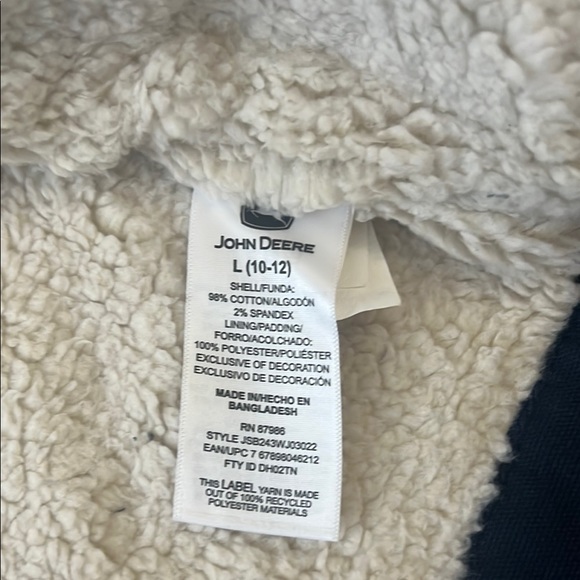 JOHN DEERE
L (10-12)
SHELL/FUNDA:
98% COTTON/ALGODÓN
2% SPANDEX
LINING/PADDING/
FORRO/ACOLCHADO:
100% POLYESTER/POLIÉSTER
EXCLUSIVE OF DECORATION
EXCLUSIVO DE DECORACIÓN
MADE IN/HECHO EN
BANGLADESH
RN 87986
STYLE JSB243WJ03022
EAN/UPC 7 67898046212
FTY ID DH02TN
THIS LABEL YARN IS MADE
OUT OF 100% RECYCLED
POLYESTER MATERIALS